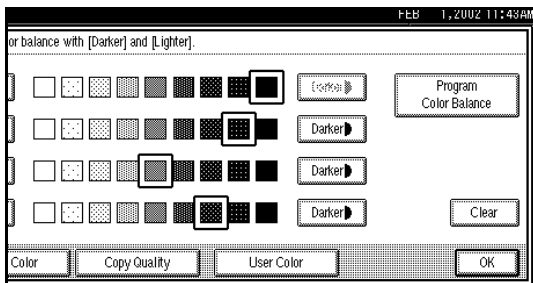 FEB 1,2002 11:43AM
or balance with [Darker] and [Lighter].
Program
Color Balance
Darker
Darker
Darker
Clear
Color
Copy Quality
User Color
OK